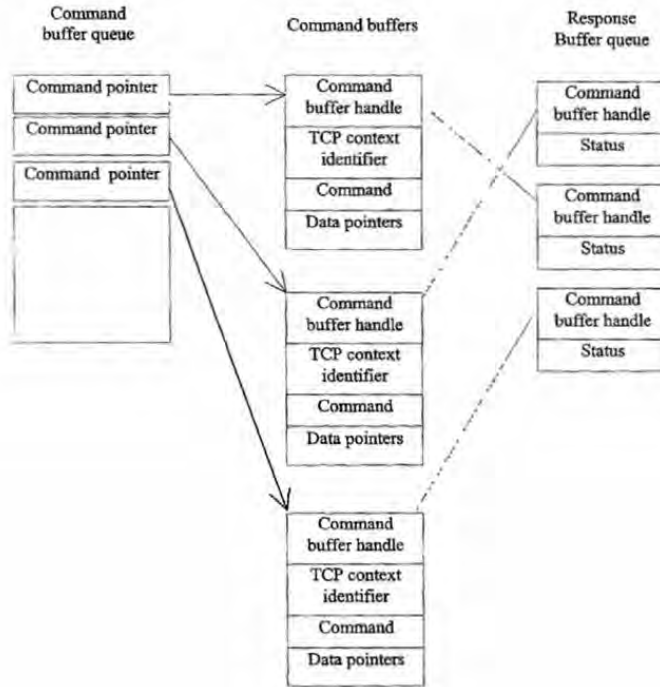 Command
buffer queue
Command buffers
Response
Buffer queue
Command pointer
Command pointer
Command pointer
Command
buffer handle
TCP context
identifier
Command
Data pointers
Command
buffer handle
TCP context
identifier
Command
Data pointers
Command
buffer handle
TCP context
identifier
Command
Data pointers
Command
buffer handle
Status
Command
buffer handle
Status
Command
buffer handle
Status